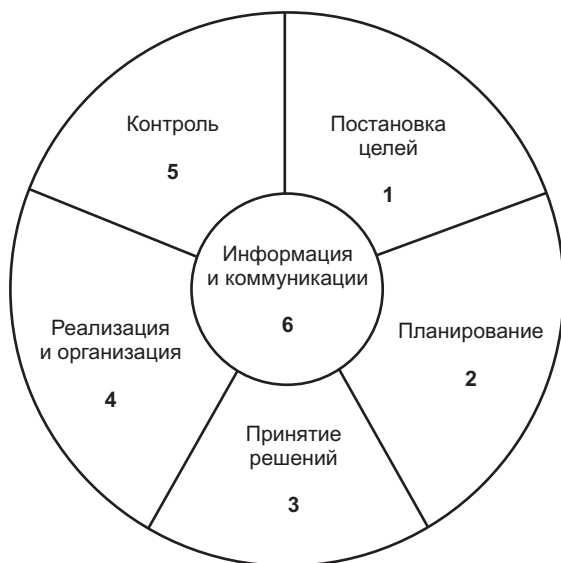 Контроль
5
Постановка
целей
1
Информация
и коммуникации
6
Реализация
и организация
4
Планирование
2
Принятие
решений
3